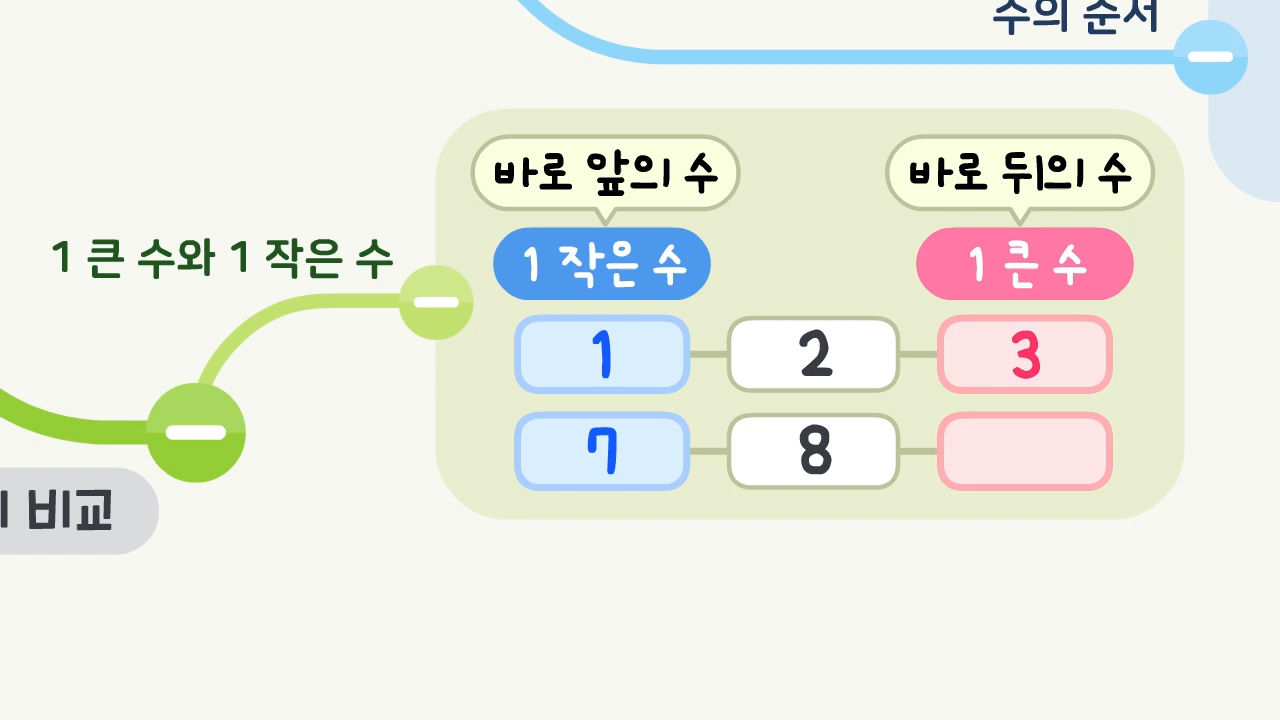 수의 순서
바로 앞의 수 바로 뒤의 수
1 큰 수와 1 작은 수
1 작은 수 1 큰 수
1 2 3
7 8
비교